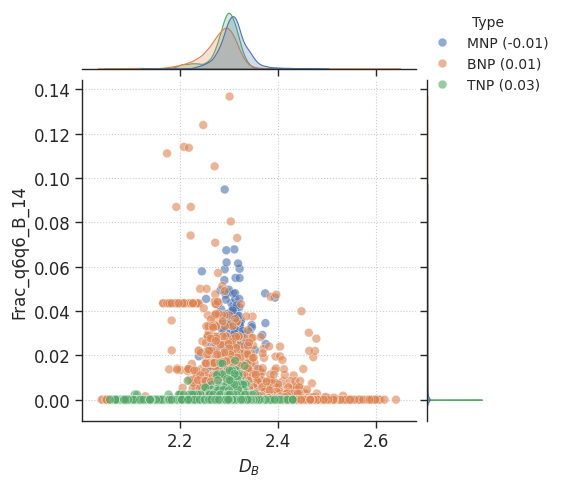 Type
MNP (-0.01)
BNP (0.01)
TNP (0.03)
0.14
0.12
0.10
0.08
0.06
0.04
0.02
0.00
Frac_q6q6_B_14
2.2 2.4 2.6
D_B